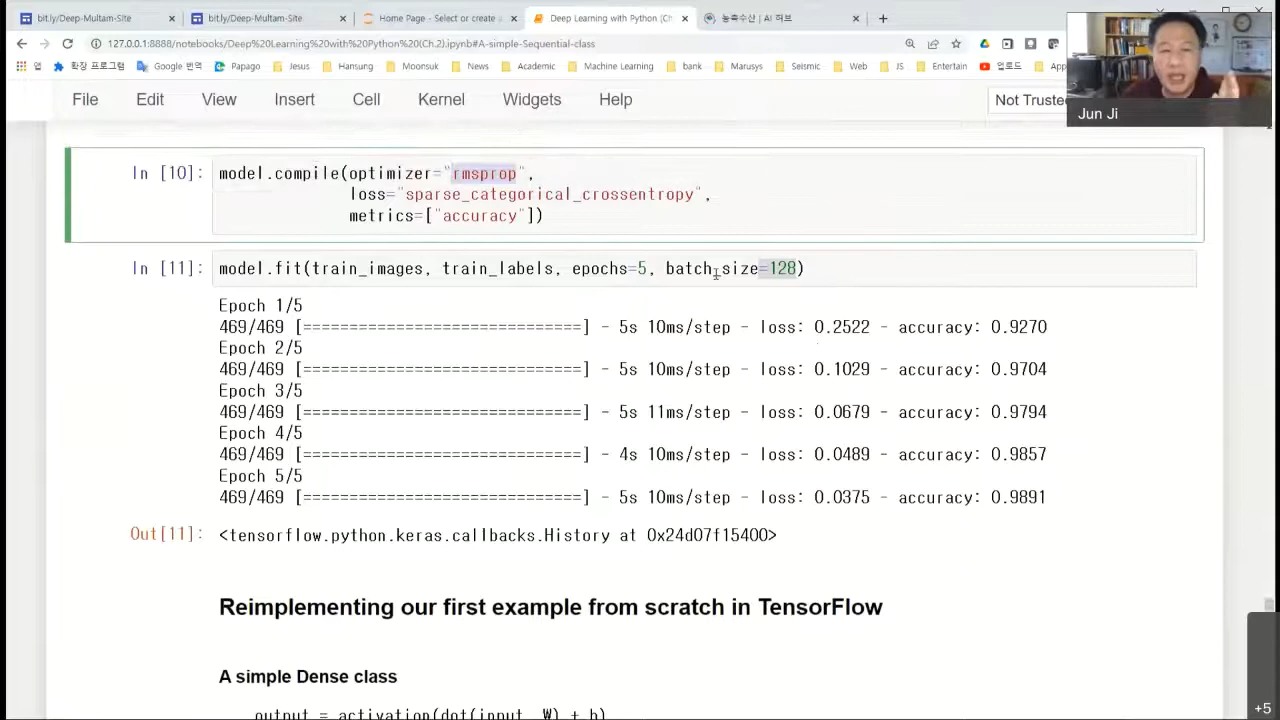 bit.ly/Deep-Multam-Site
bit.ly/Deep-Multam-Site
Home Page - Select or create a
Deep Learning with Python (Ch
농축수산 | AI 허브
127.0.0.1:8888/notebooks/Deep%20Learning%20with%20Python%20(Ch.2).ipynb#A-simple-Sequential-class
앱 확장 프로그램 Google 번역 Papago Jesus Hansung Moonsuk News Academic Machine Learning bank Marusys Seismic Web JS Entertain 업로드 App
File Edit View Insert Cell Kernel Widgets Help
Not Truste
Jun Ji
In [10]: model.compile(optimizer="rmsprop",
loss="sparse_categorical_crossentropy",
metrics=["accuracy"])
In [11]: model.fit(train_images, train_labels, epochs=5, batch_size=128)
Epoch 1/5
469/469 [==============================] - 5s 10ms/step - loss: 0.2522 - accuracy: 0.9270
Epoch 2/5
469/469 [==============================] - 5s 10ms/step - loss: 0.1029 - accuracy: 0.9704
Epoch 3/5
469/469 [==============================] - 5s 11ms/step - loss: 0.0679 - accuracy: 0.9794
Epoch 4/5
469/469 [==============================] - 4s 10ms/step - loss: 0.0489 - accuracy: 0.9857
Epoch 5/5
469/469 [==============================] - 5s 10ms/step - loss: 0.0375 - accuracy: 0.9891
Out[11]: <tensorflow.python.keras.callbacks.History at 0x24d07f15400>
Reimplementing our first example from scratch in TensorFlow
A simple Dense class
output = activation(dot(input, W) + b)
+5